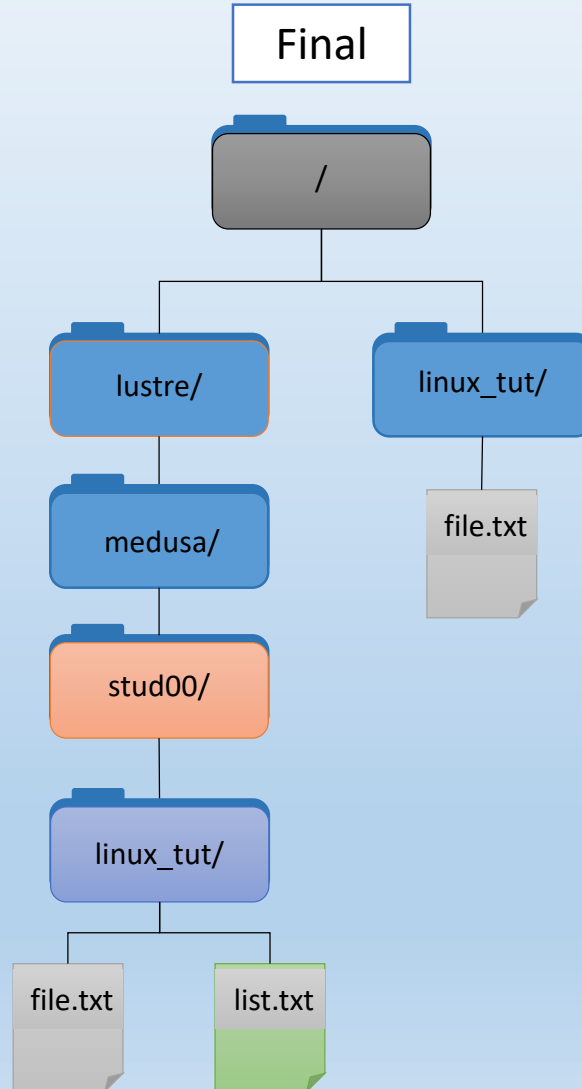 Final
/
lustre/
linux_tut/
medusa/
file.txt
stud00/
linux_tut/
file.txt
list.txt